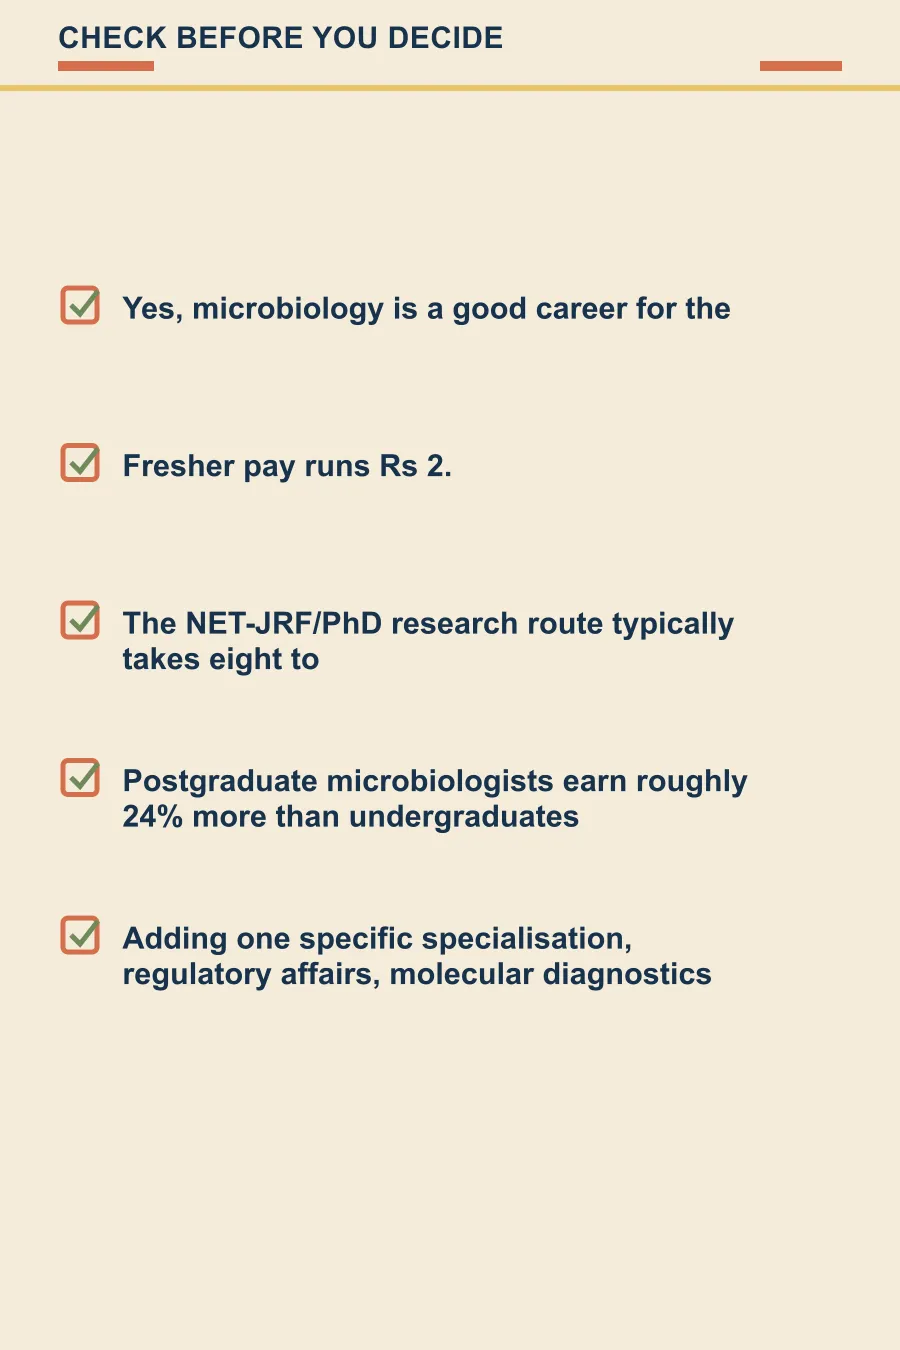 CHECK BEFORE YOU DECIDE
Yes, microbiology is a good career for the
Fresher pay runs Rs 2.
The NET-JRF/PhD research route typically
takes eight to
Postgraduate microbiologists earn roughly
24% more than undergraduates
Adding one specific specialisation,
regulatory affairs, molecular diagnostics